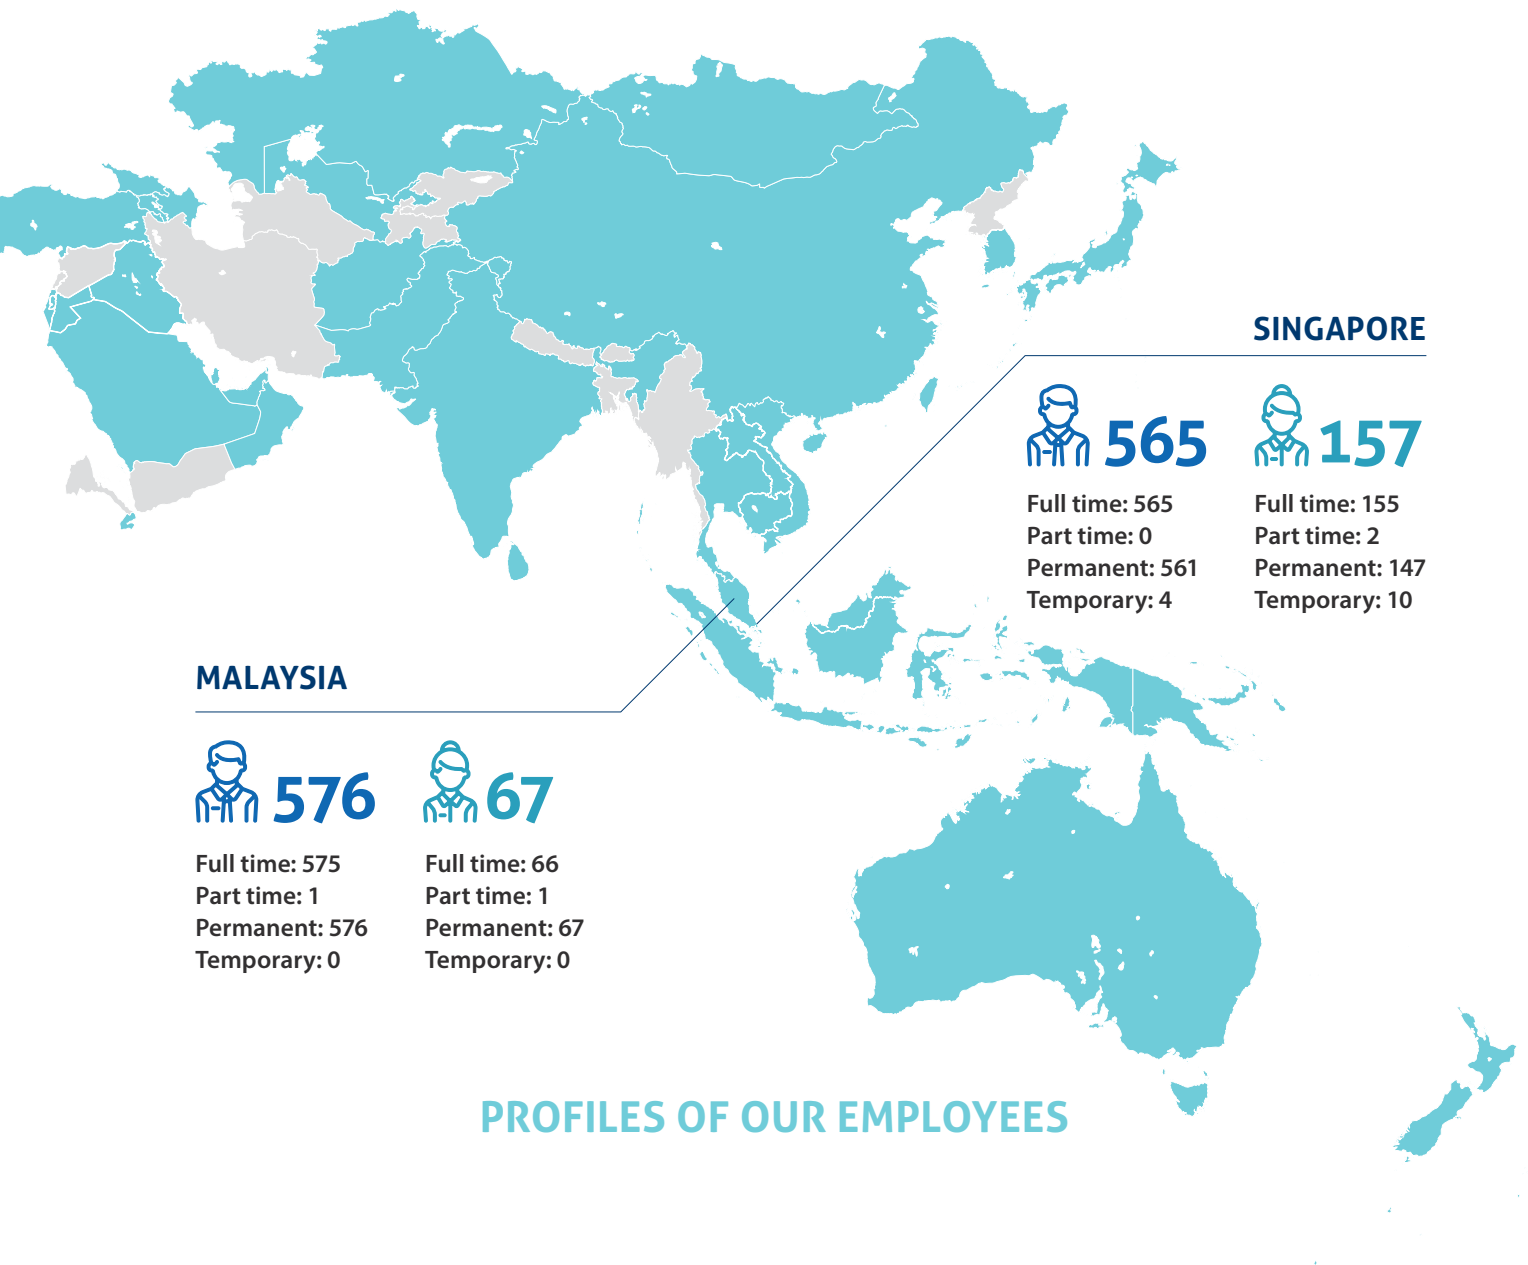 SINGAPORE
565
157
Full time: 565
Part time: 0
Permanent: 561
Temporary: 4
Full time: 155
Part time: 2
Permanent: 147
Temporary: 10
MALAYSIA
576
67
Full time: 575
Part time: 1
Permanent: 576
Temporary: 0
Full time: 66
Part time: 1
Permanent: 67
Temporary: 0
PROFILES OF OUR EMPLOYEES